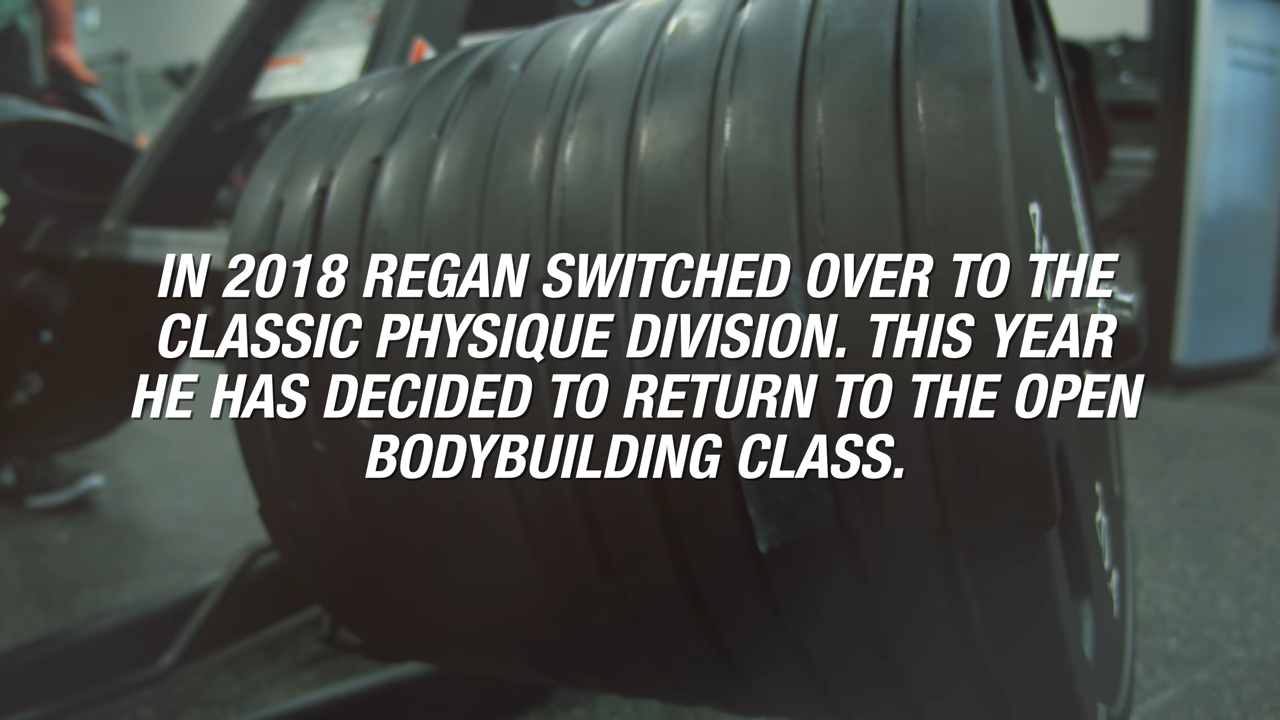 IN 2018 REGAN SWITCHED OVER TO THE
CLASSIC PHYSIQUE DIVISION. THIS YEAR
HE HAS DECIDED TO RETURN TO THE OPEN
BODYBUILDING CLASS.